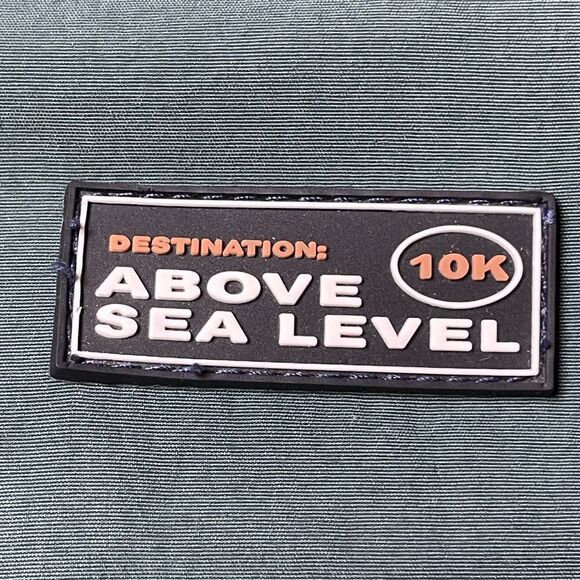 DESTINATION:
10K
ABOVE
SEA LEVEL